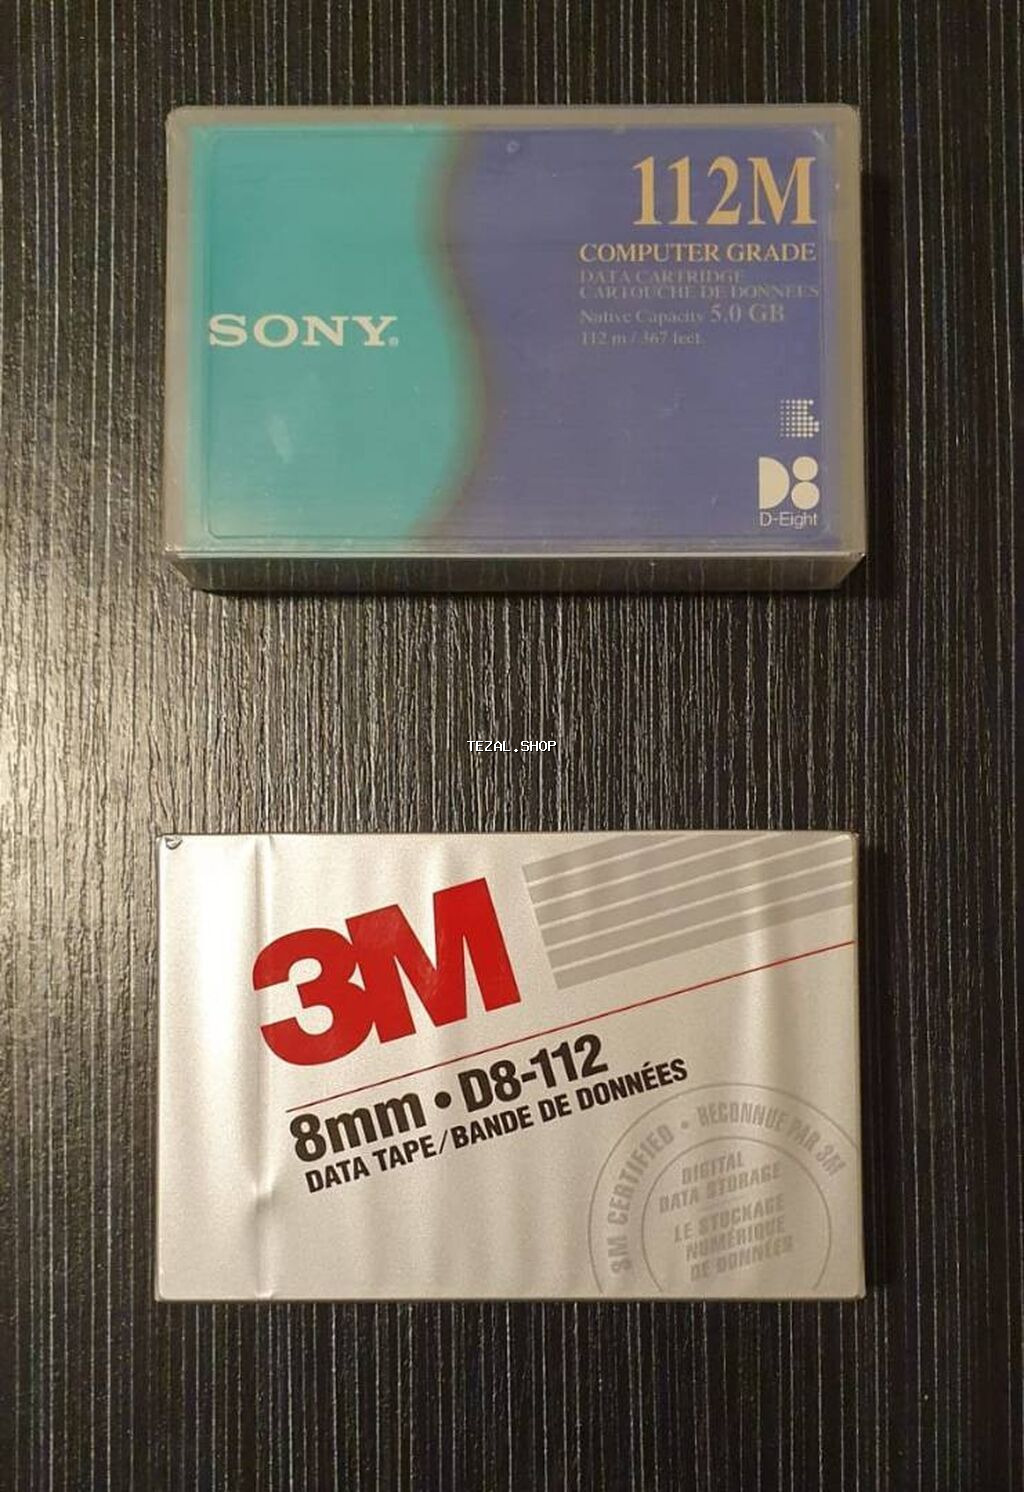 112M
COMPUTER GRADE
DATA CARTRIDGE
CARTOUCHE DE DONNÉES
Native Capacity 5.0 GB
112 m / 367 feet.
SONY®
D8
D-Eight
TEZAL.SHOP
3M
8mm • D8-112
DATA TAPE/BANDE DE DONNÉES
3M CERTIFIED • RECONNUE PAR 3M
DIGITAL
DATA STORAGE
LE STOCKAGE
NUMÉRIQUE
DE DONNÉES